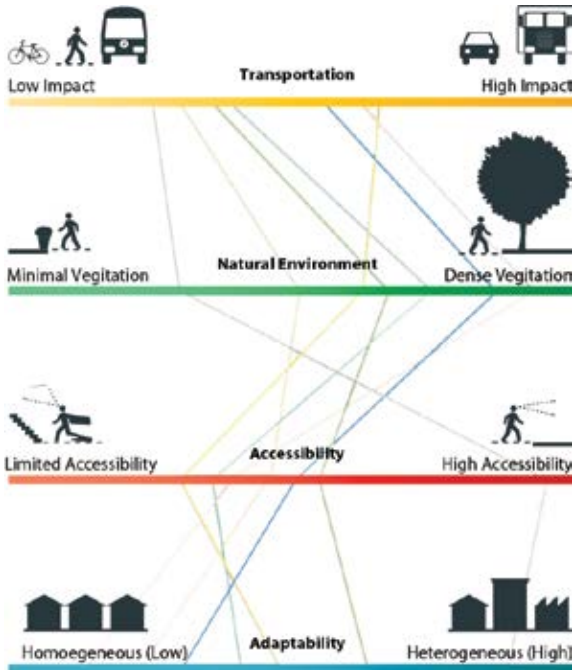 Transportation
Low Impact
High Impact
Natural Environment
Minimal Vegitation
Dense Vegitation
Accessibility
Limited Accessibility
High Accessibility
Adaptability
Homoegeneous (Low)
Heterogeneous (High)